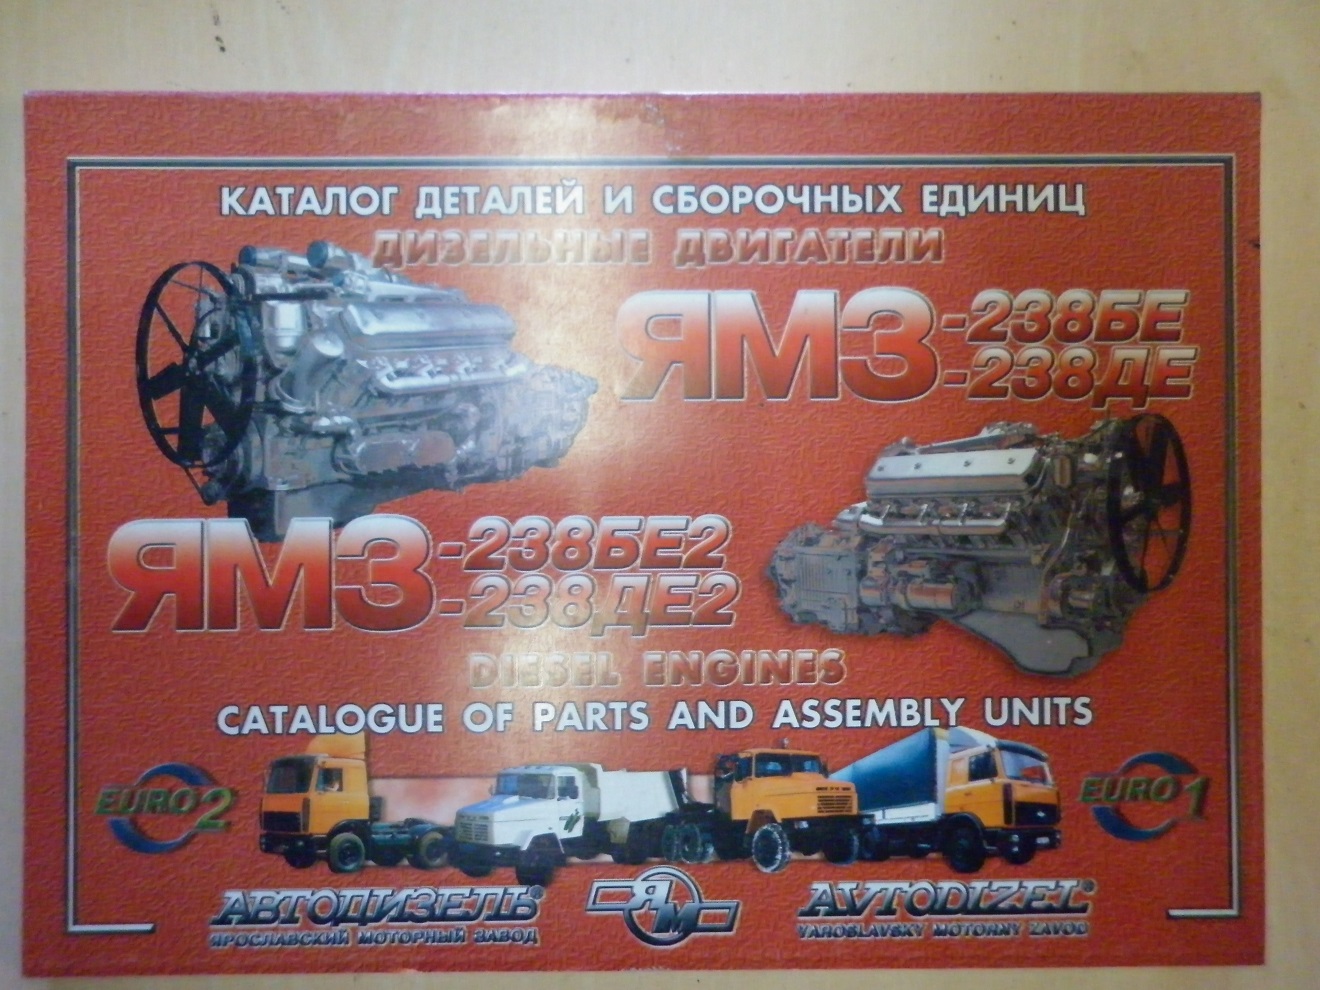 КАТАЛОГ ДЕТАЛЕЙ И СБОРОЧНЫХ ЕДИНИЦ
ДИЗЕЛЬНЫЕ ДВИГАТЕЛИ
ЯМЗ-238БЕ
-238ДЕ
ЯМЗ-238БЕ2
-238ДЕ2
DIESEL ENGINES
CATALOGUE OF PARTS AND ASSEMBLY UNITS
EURO 2
EURO 1
АВТОДИЗЕЛЬ®
ЯРОСЛАВСКИЙ МОТОРНЫЙ ЗАВОД
ЯМ
AVTODIZEL®
YAROSLAVSKY MOTORNY ZAVOD